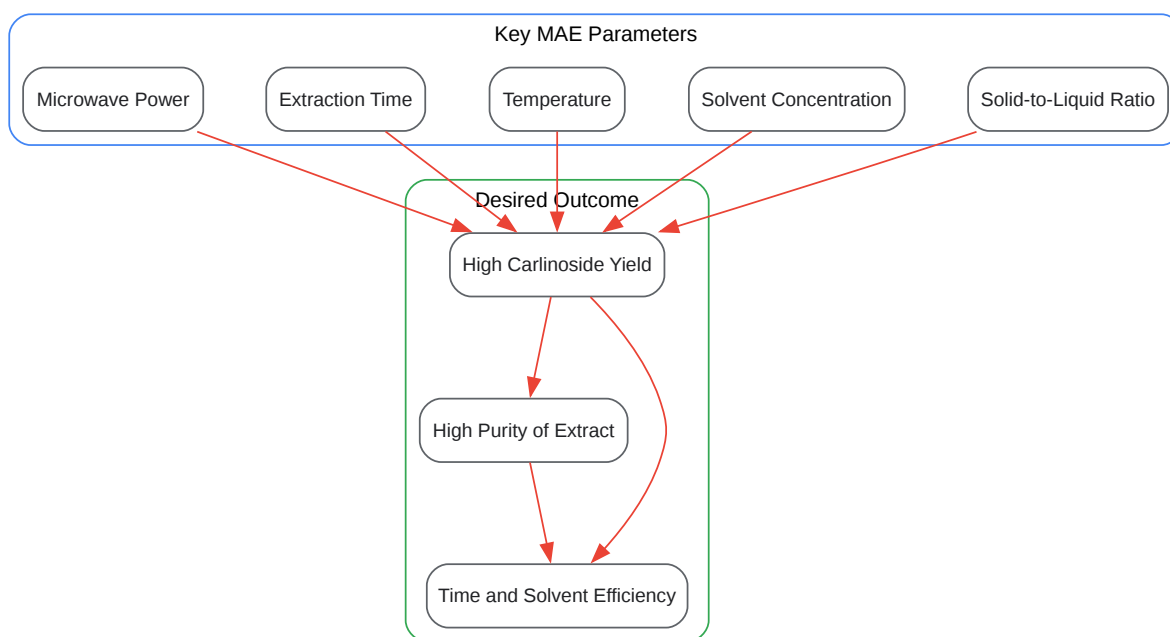 Key MAE Parameters
Microwave Power
Extraction Time
Temperature
Solvent Concentration
Solid-to-Liquid Ratio
Desired Outcome
High Carlinoside Yield
High Purity of Extract
Time and Solvent Efficiency